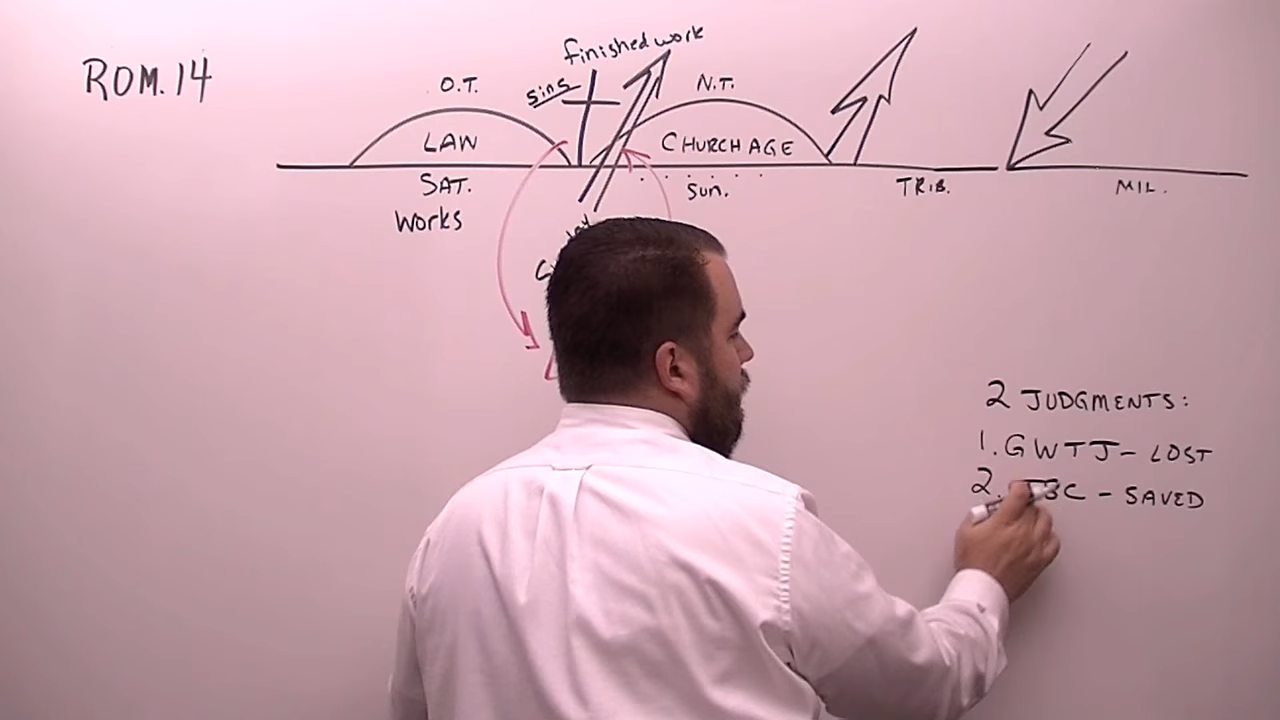 ROM. 14
finished work
sins
O.T.
N.T.
LAW
CHURCH AGE
SAT.
Sun.
TRIB.
MIL.
Works
2 JUDGMENTS:
1. GWTJ - LOST
2. JBC - SAVED